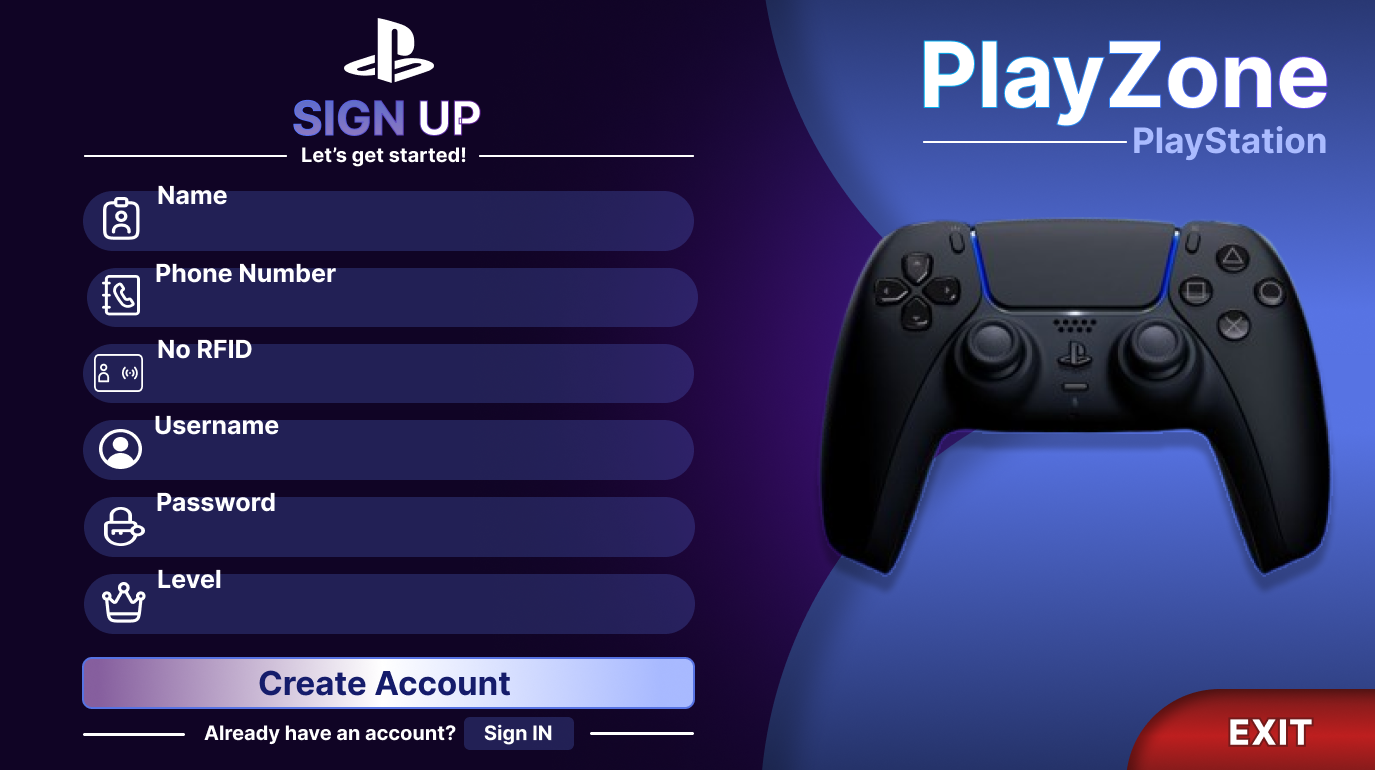 SIGN UP
Let's get started!
Name
Phone Number
No RFID
Username
Password
Level
Create Account
Already have an account? Sign IN
PlayZone
PlayStation
EXIT